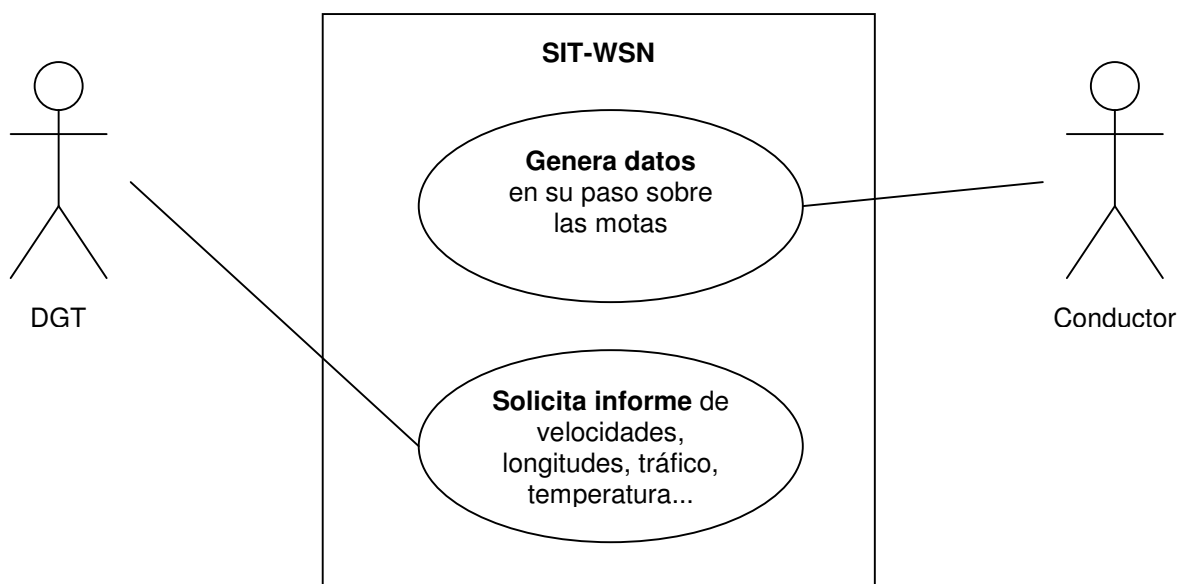 SIT-WSN
Genera datos
en su paso sobre
las motas
DGT
Conductor
Solicita informe de
velocidades,
longitudes, tráfico,
temperatura...